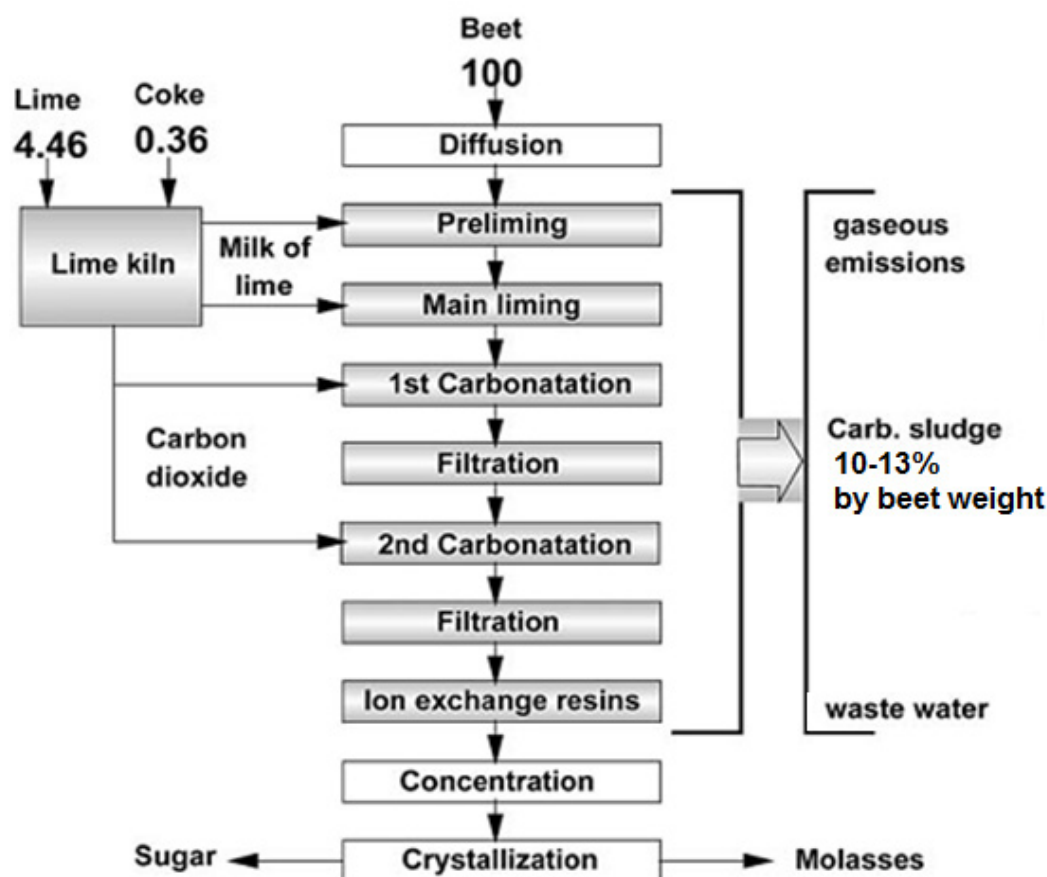 Beet
100
Lime
4.46
Coke
0.36
Diffusion
Preliming
Lime kiln
Milk of
lime
Main liming
1st Carbonatation
Carbon
dioxide
Filtration
2nd Carbonatation
Filtration
Ion exchange resins
Concentration
Crystallization
Sugar
Molasses
gaseous
emissions
Carb. sludge
10-13%
by beet weight
waste water